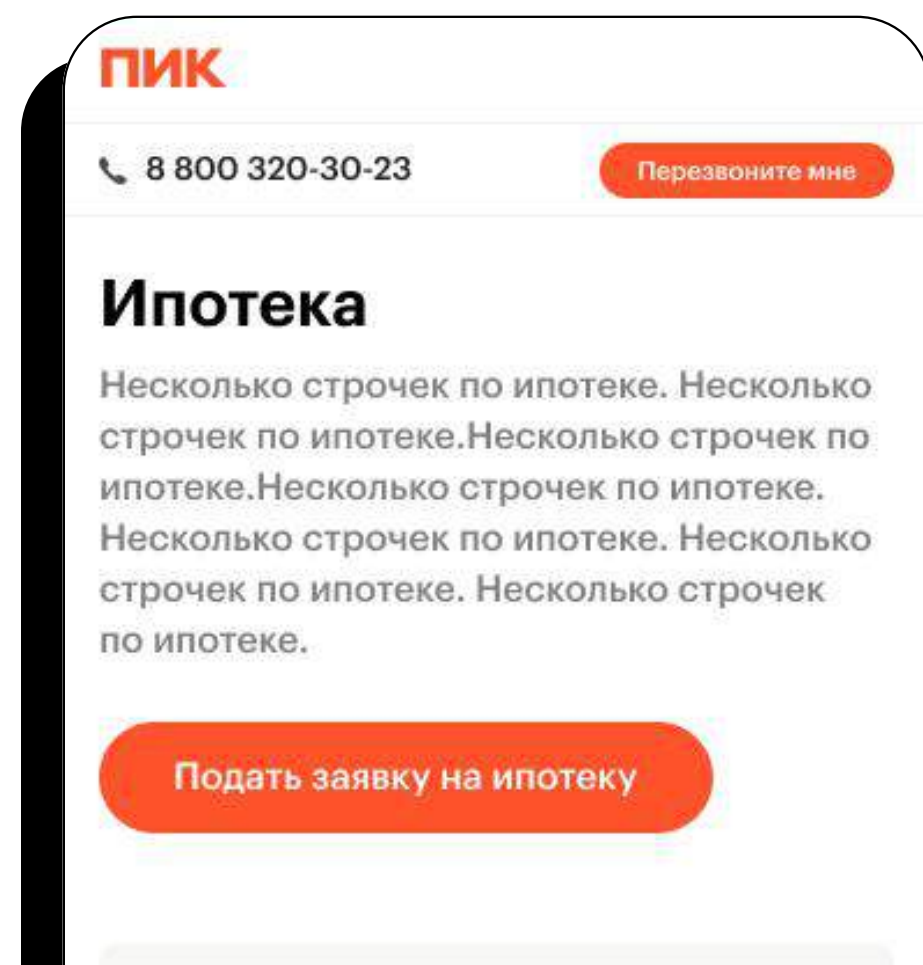 ПИК
8 800 320-30-23
Перезвоните мне
Ипотека
Несколько строчек по ипотеке. Несколько
строчек по ипотеке.Несколько строчек по
ипотеке.Несколько строчек по ипотеке.
Несколько строчек по ипотеке. Несколько
строчек по ипотеке. Несколько строчек
по ипотеке.
Подать заявку на ипотеку